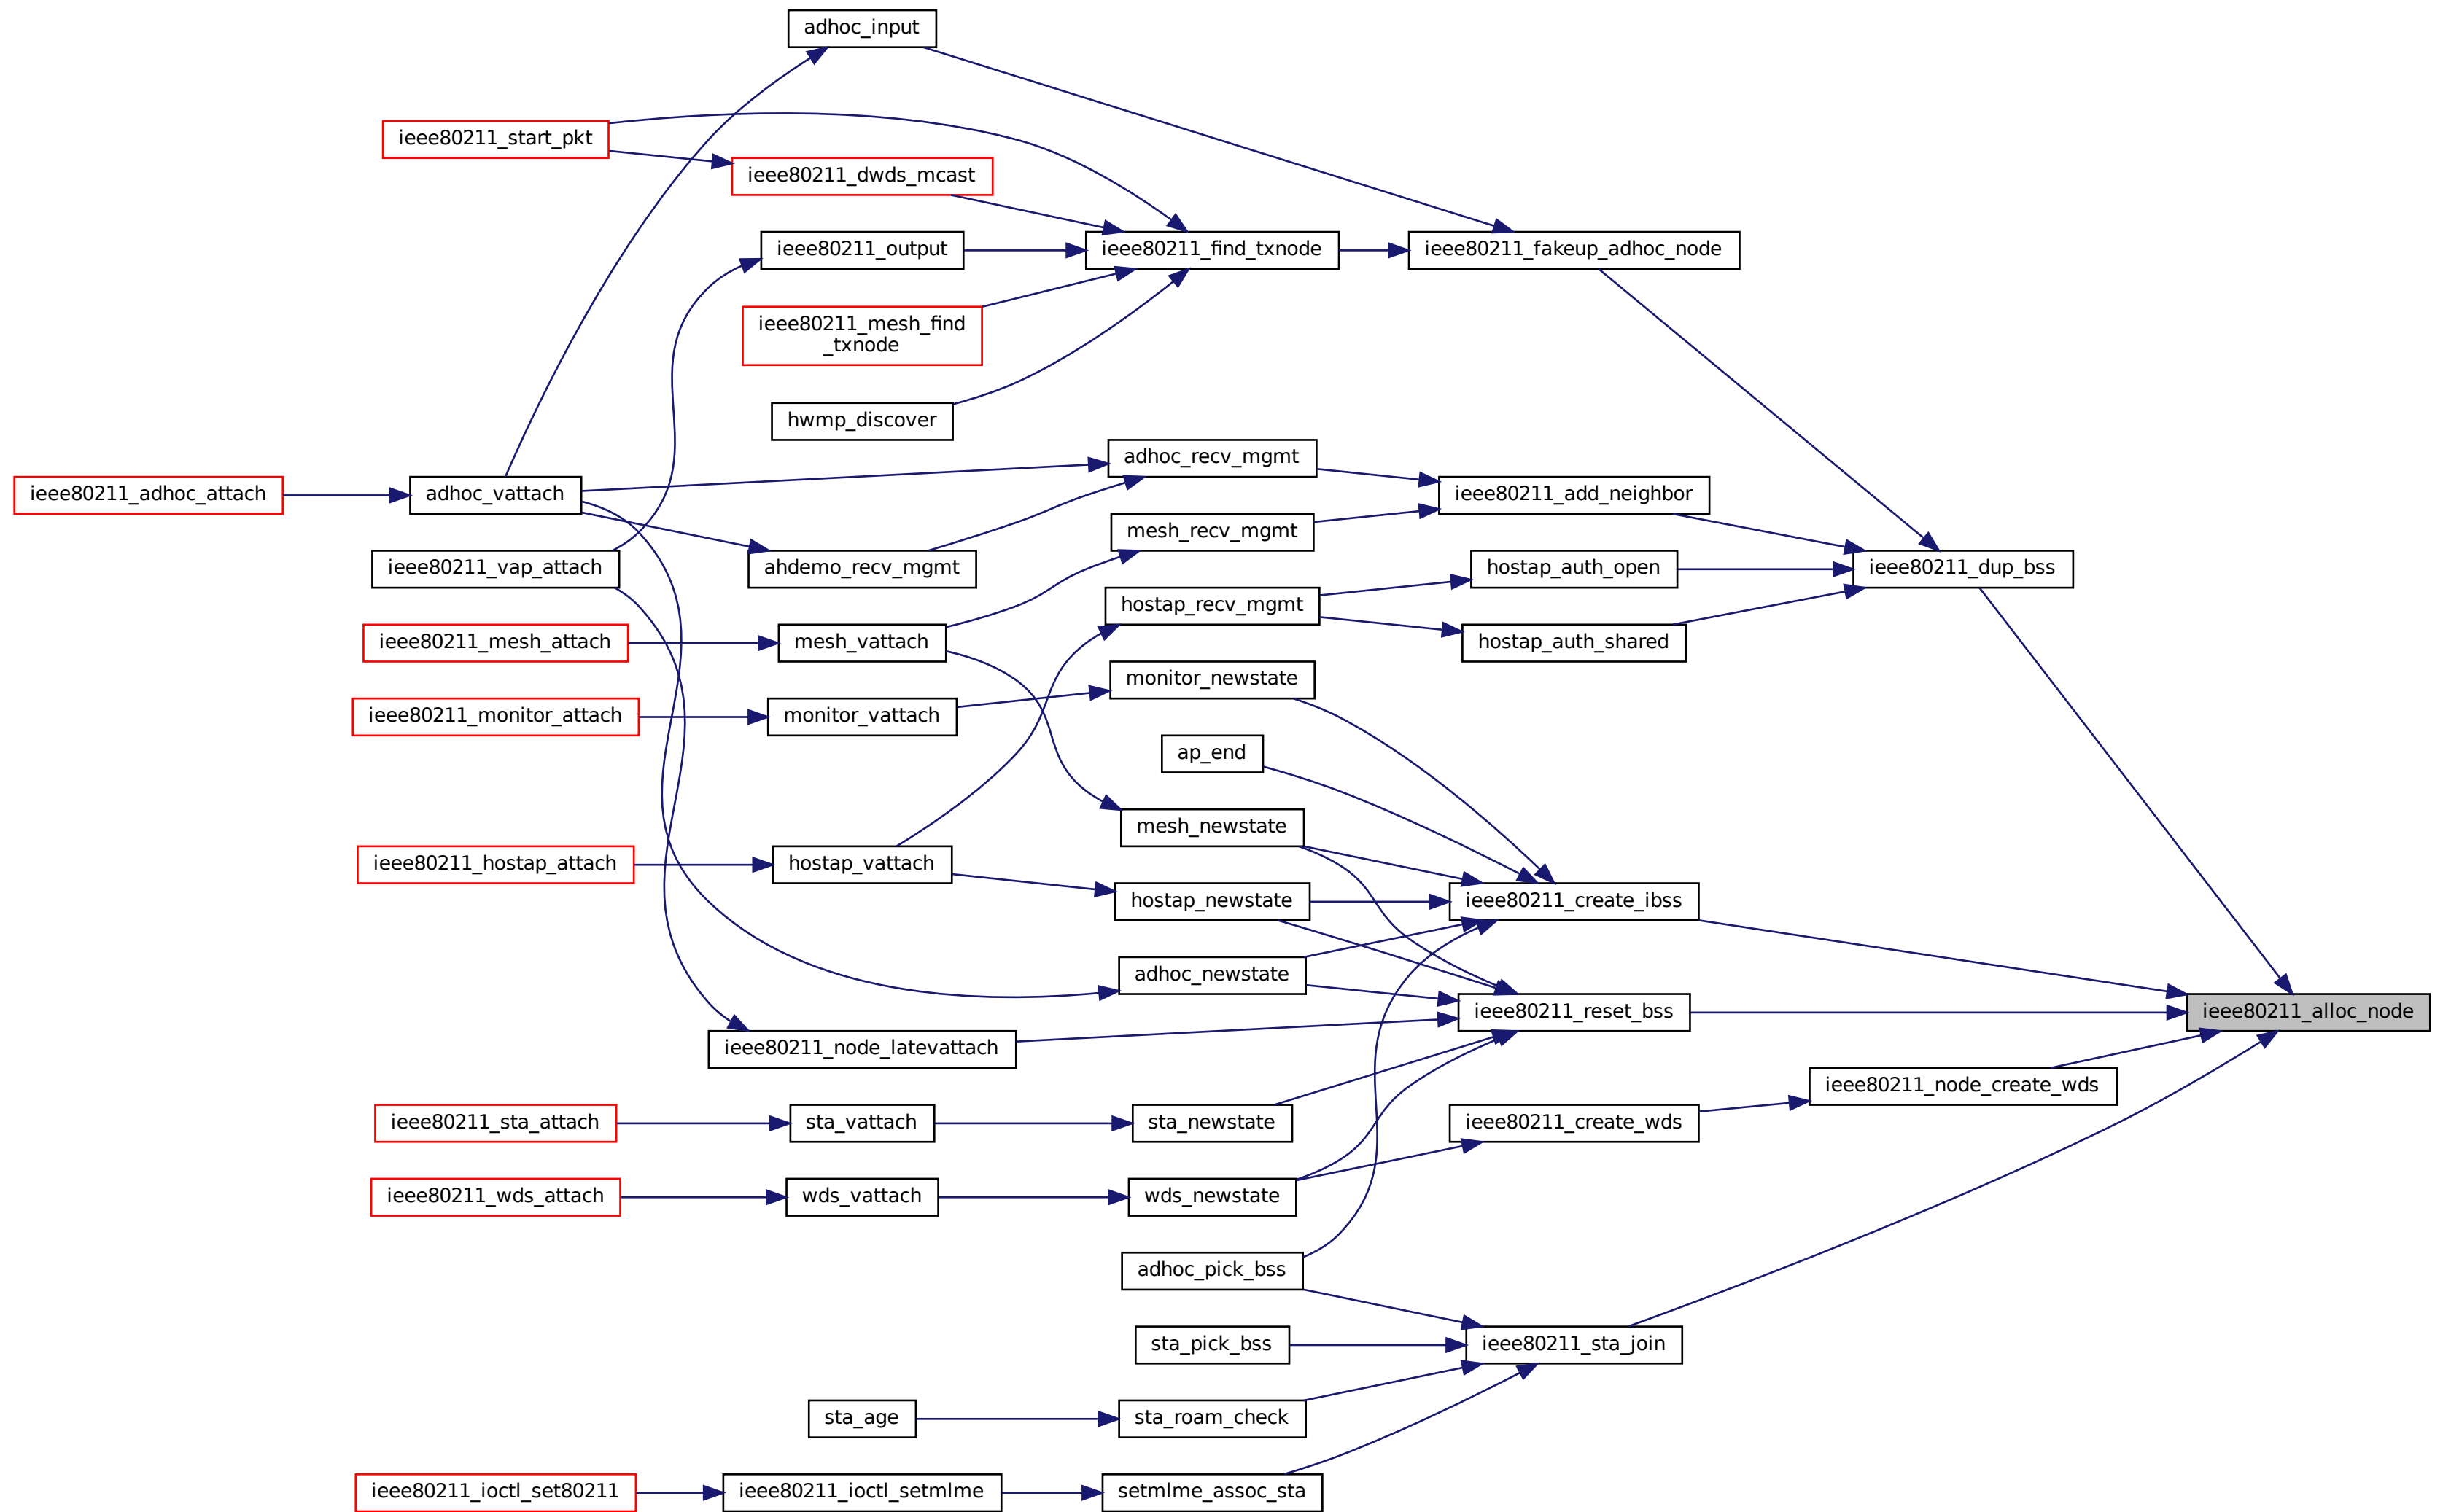 adhoc_input
ieee80211_start_pkt
ieee80211_dwds_mcast
ieee80211_output
ieee80211_find_txnode
ieee80211_fakeup_adhoc_node
ieee80211_mesh_find
_txnode
hwmp_discover
adhoc_recv_mgmt
ieee80211_adhoc_attach
adhoc_vattach
ieee80211_add_neighbor
mesh_recv_mgmt
ieee80211_vap_attach
ahdemo_recv_mgmt
hostap_auth_open
ieee80211_dup_bss
hostap_recv_mgmt
ieee80211_mesh_attach
mesh_vattach
hostap_auth_shared
monitor_newstate
ieee80211_monitor_attach
monitor_vattach
ap_end
mesh_newstate
ieee80211_hostap_attach
hostap_vattach
hostap_newstate
ieee80211_create_ibss
adhoc_newstate
ieee80211_reset_bss
ieee80211_alloc_node
ieee80211_node_latevattach
ieee80211_node_create_wds
ieee80211_sta_attach
sta_vattach
sta_newstate
ieee80211_create_wds
ieee80211_wds_attach
wds_vattach
wds_newstate
adhoc_pick_bss
sta_pick_bss
ieee80211_sta_join
sta_age
sta_roam_check
ieee80211_ioctl_set80211
ieee80211_ioctl_setmlme
setmlme_assoc_sta